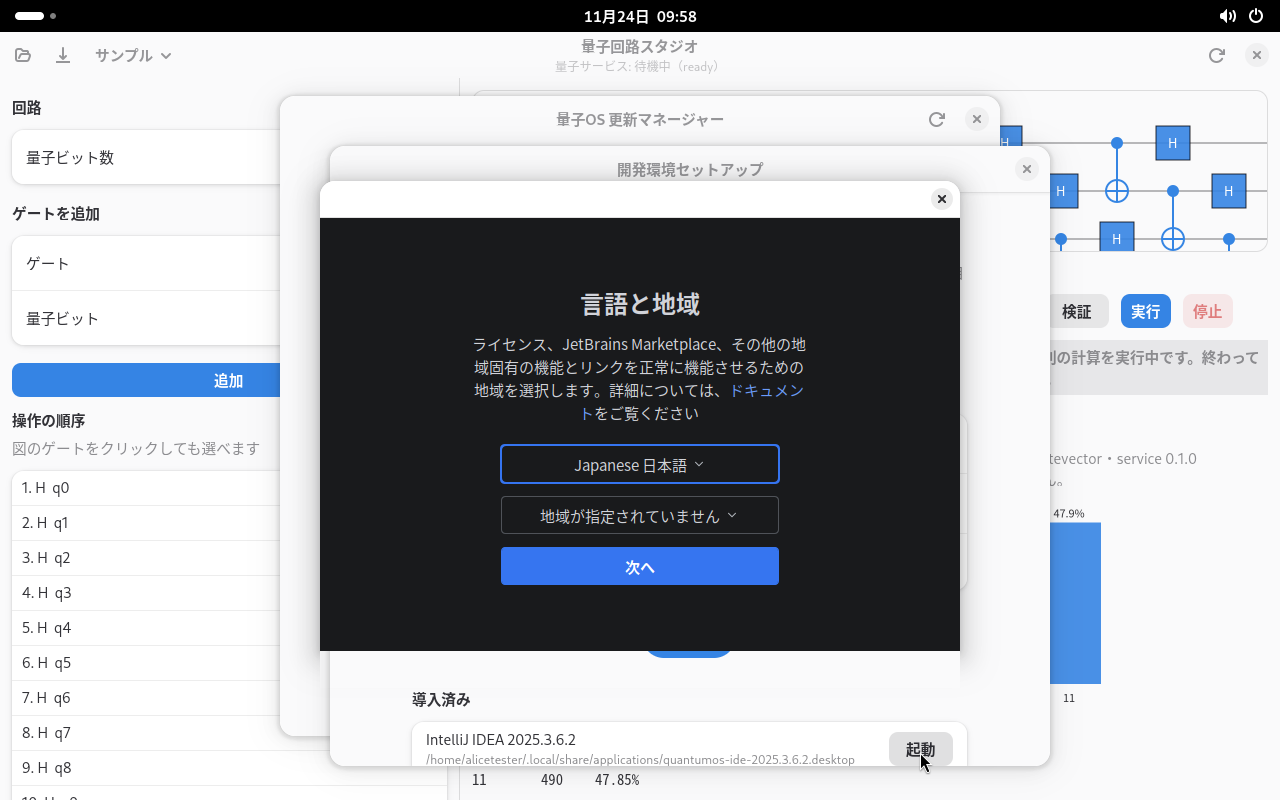 11月24日 09:58
サンプル
量子回路スタジオ
量子サービス: 待機中（ready）
回路
量子ビット数
ゲートを追加
ゲート
量子ビット
追加
操作の順序
図のゲートをクリックしても選べます
1. H q0
2. H q1
3. H q2
4. H q3
5. H q4
6. H q5
7. H q6
8. H q7
9. H q8
量子OS 更新マネージャー
開発環境セットアップ
言語と地域
ライセンス、JetBrains Marketplace、その他の地
域固有の機能とリンクを正常に機能させるための
地域を選択します。詳細については、ドキュメン
トをご覧ください
Japanese 日本語
地域が指定されていません
次へ
導入済み
IntelliJ IDEA 2025.3.6.2
/home/alicetester/.local/share/applications/quantumos-ide-2025.3.6.2.desktop
起動
H
H
H
H
H
検証
実行
停止
の計算を実行中です。終わって
tevector・service 0.1.0
47.9%
11
11 490 47.85%